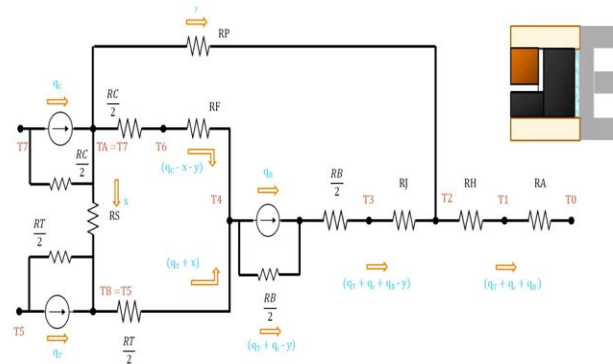 y
RP
q_C
RC/2
RF
T7
TA = T7
T6
RC/2
(q_C - x - y)
x
RS
T4
q_B
RB/2
RJ
T3
T2
RH
T1
RA
T0
RT/2
(q_T + x)
TB = T5
RB/2
(q_T + q_c + q_B - y)
(q_T + q_c + q_B)
T5
q_T
RT/2
(q_T + q_c - y)